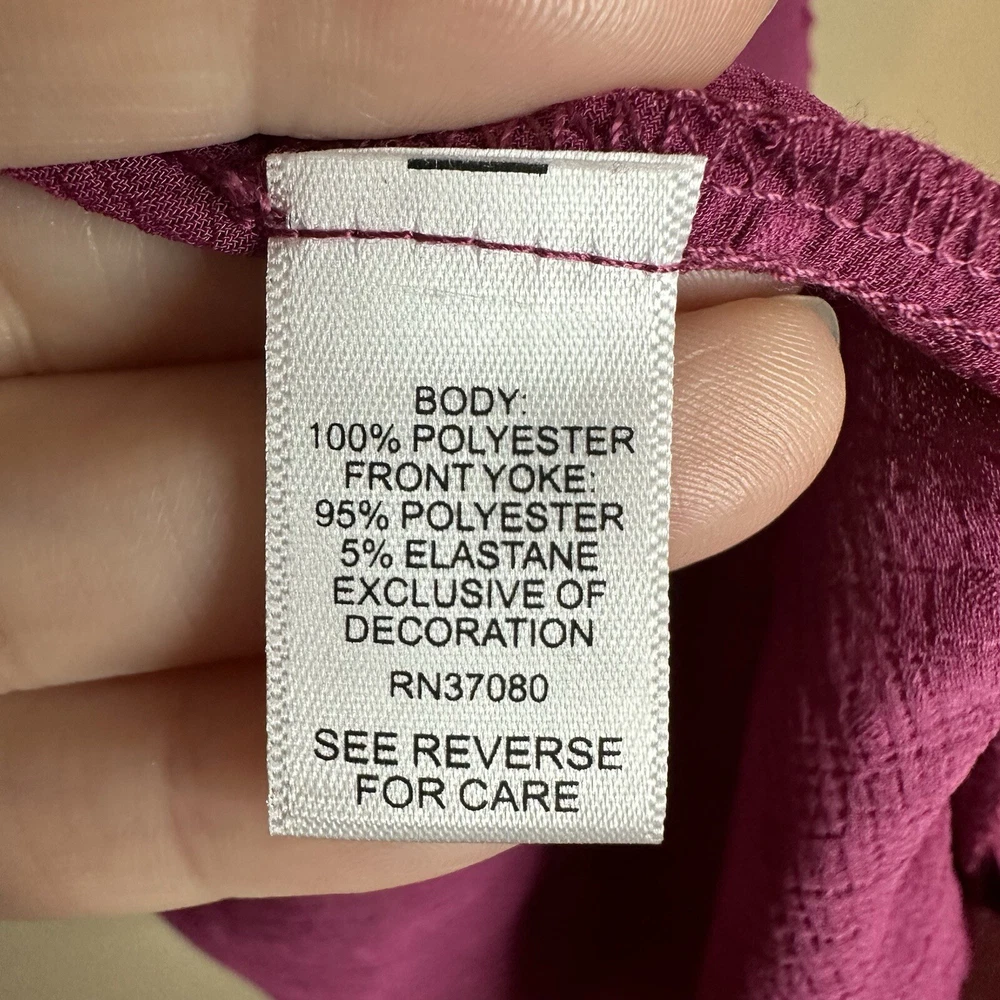 BODY:
100% POLYESTER
FRONT YOKE:
95% POLYESTER
5% ELASTANE
EXCLUSIVE OF
DECORATION
RN37080
SEE REVERSE
FOR CARE